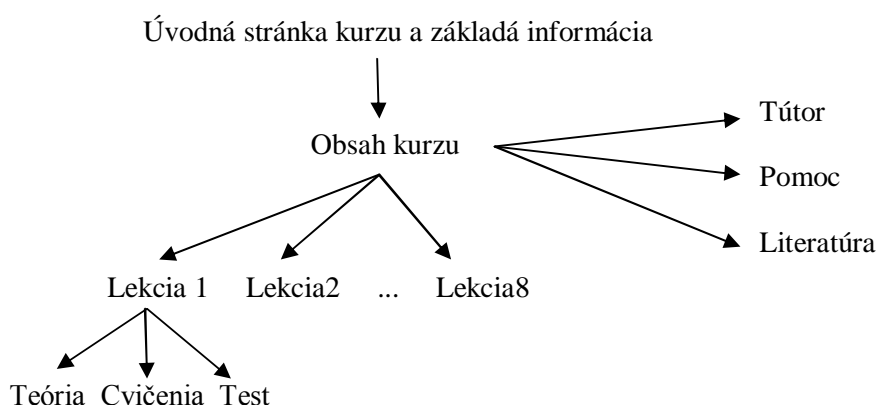 Úvodná stránka kurzu a základá informácia
Tútor
Obsah kurzu
Pomoc
Literatúra
Lekcia 1 Lekcia2 ... Lekcia8
Teória Cvičenia Test